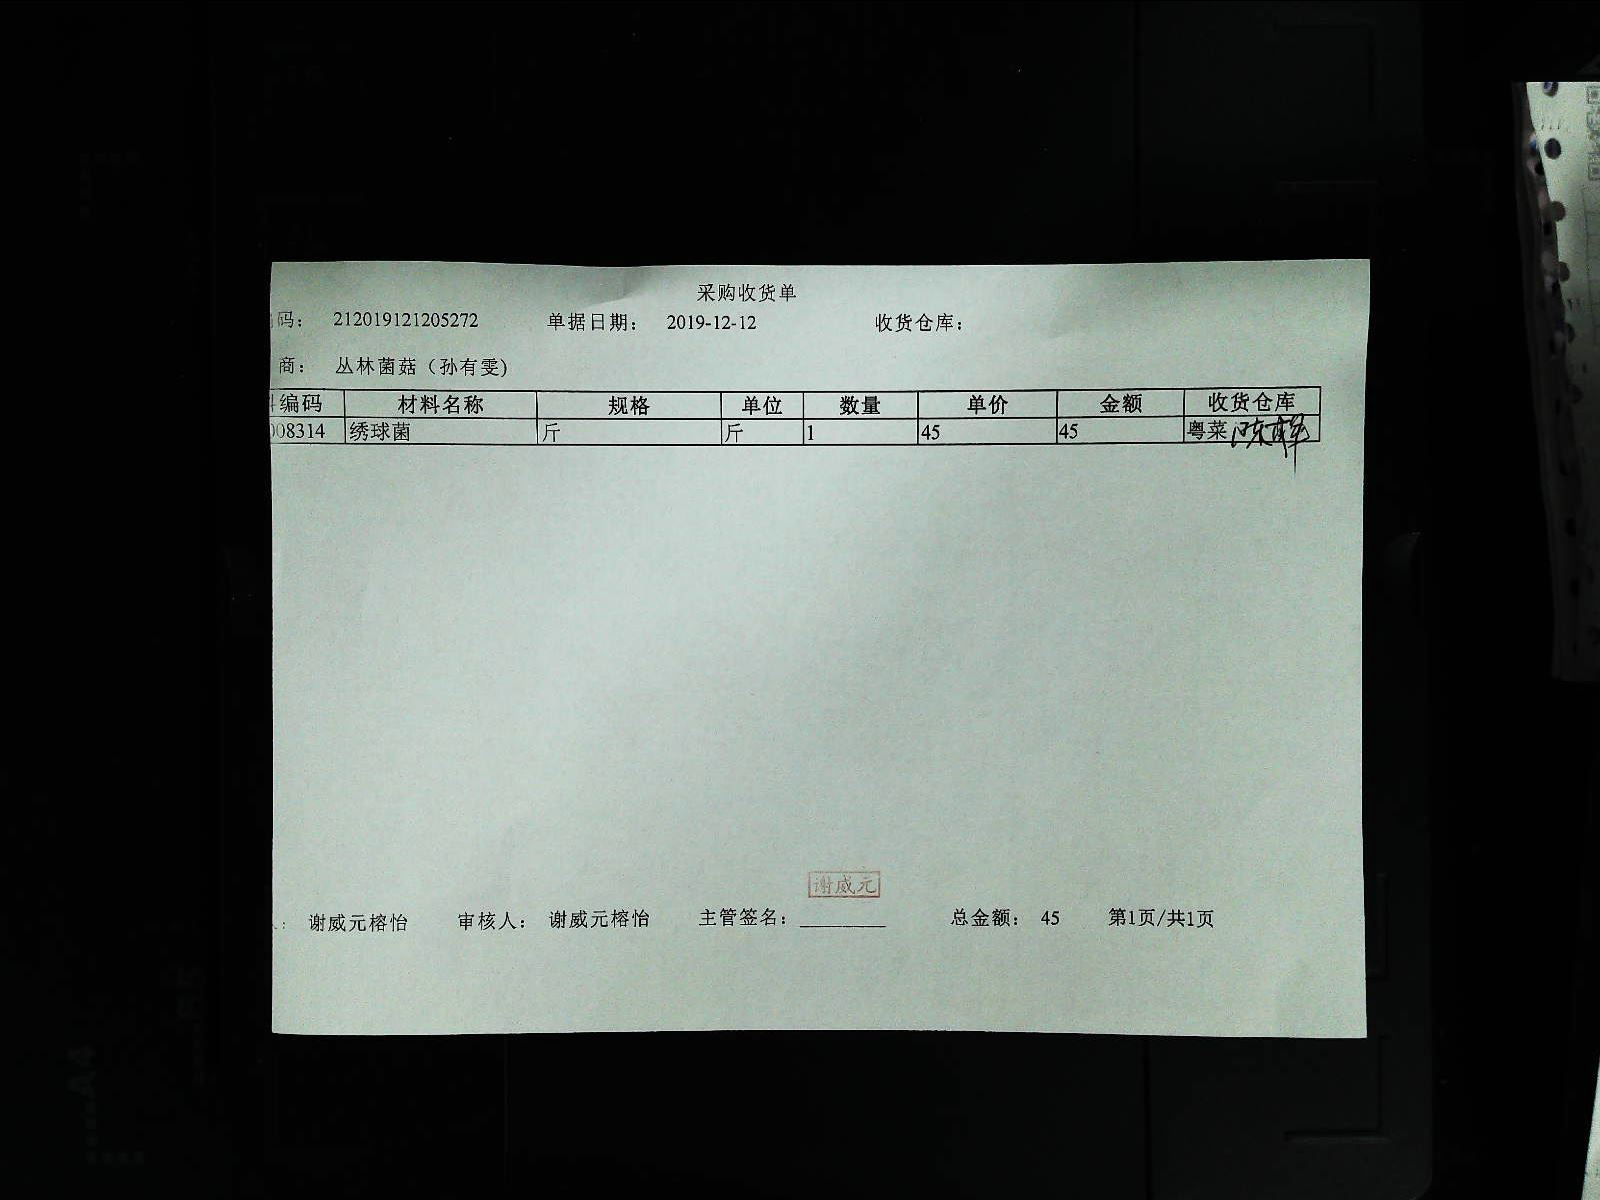 采购收货单
码： 212019121205272 单据日期： 2019-12-12 收货仓库：
商： 丛林菌菇（孙有雯)
编码 材料名称 规格 单位 数量 单价 金额 收货仓库
008314 绣球菌 斤 斤 1 45 45 粤菜
谢威元
谢威元榕怡 审核人： 谢威元榕怡 主管签名： 总金额： 45 第1页/共1页